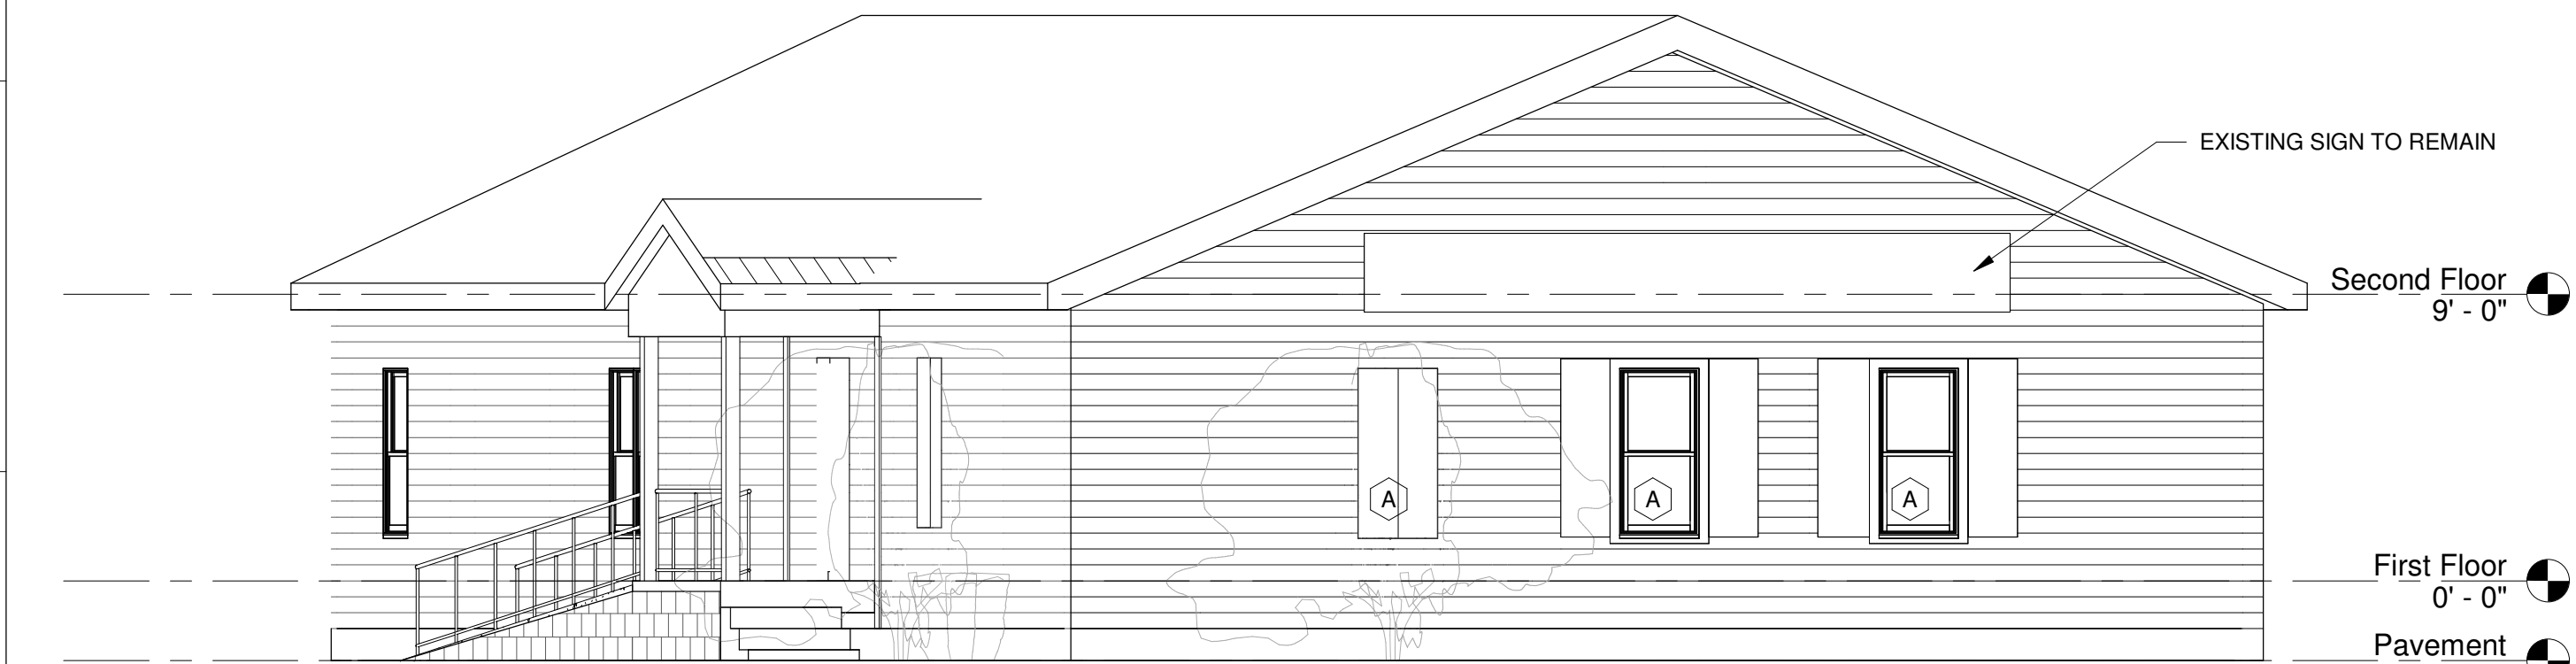 EXISTING SIGN TO REMAIN
Second Floor
9' - 0"
A
A
A
First Floor
0' - 0"
Pavement